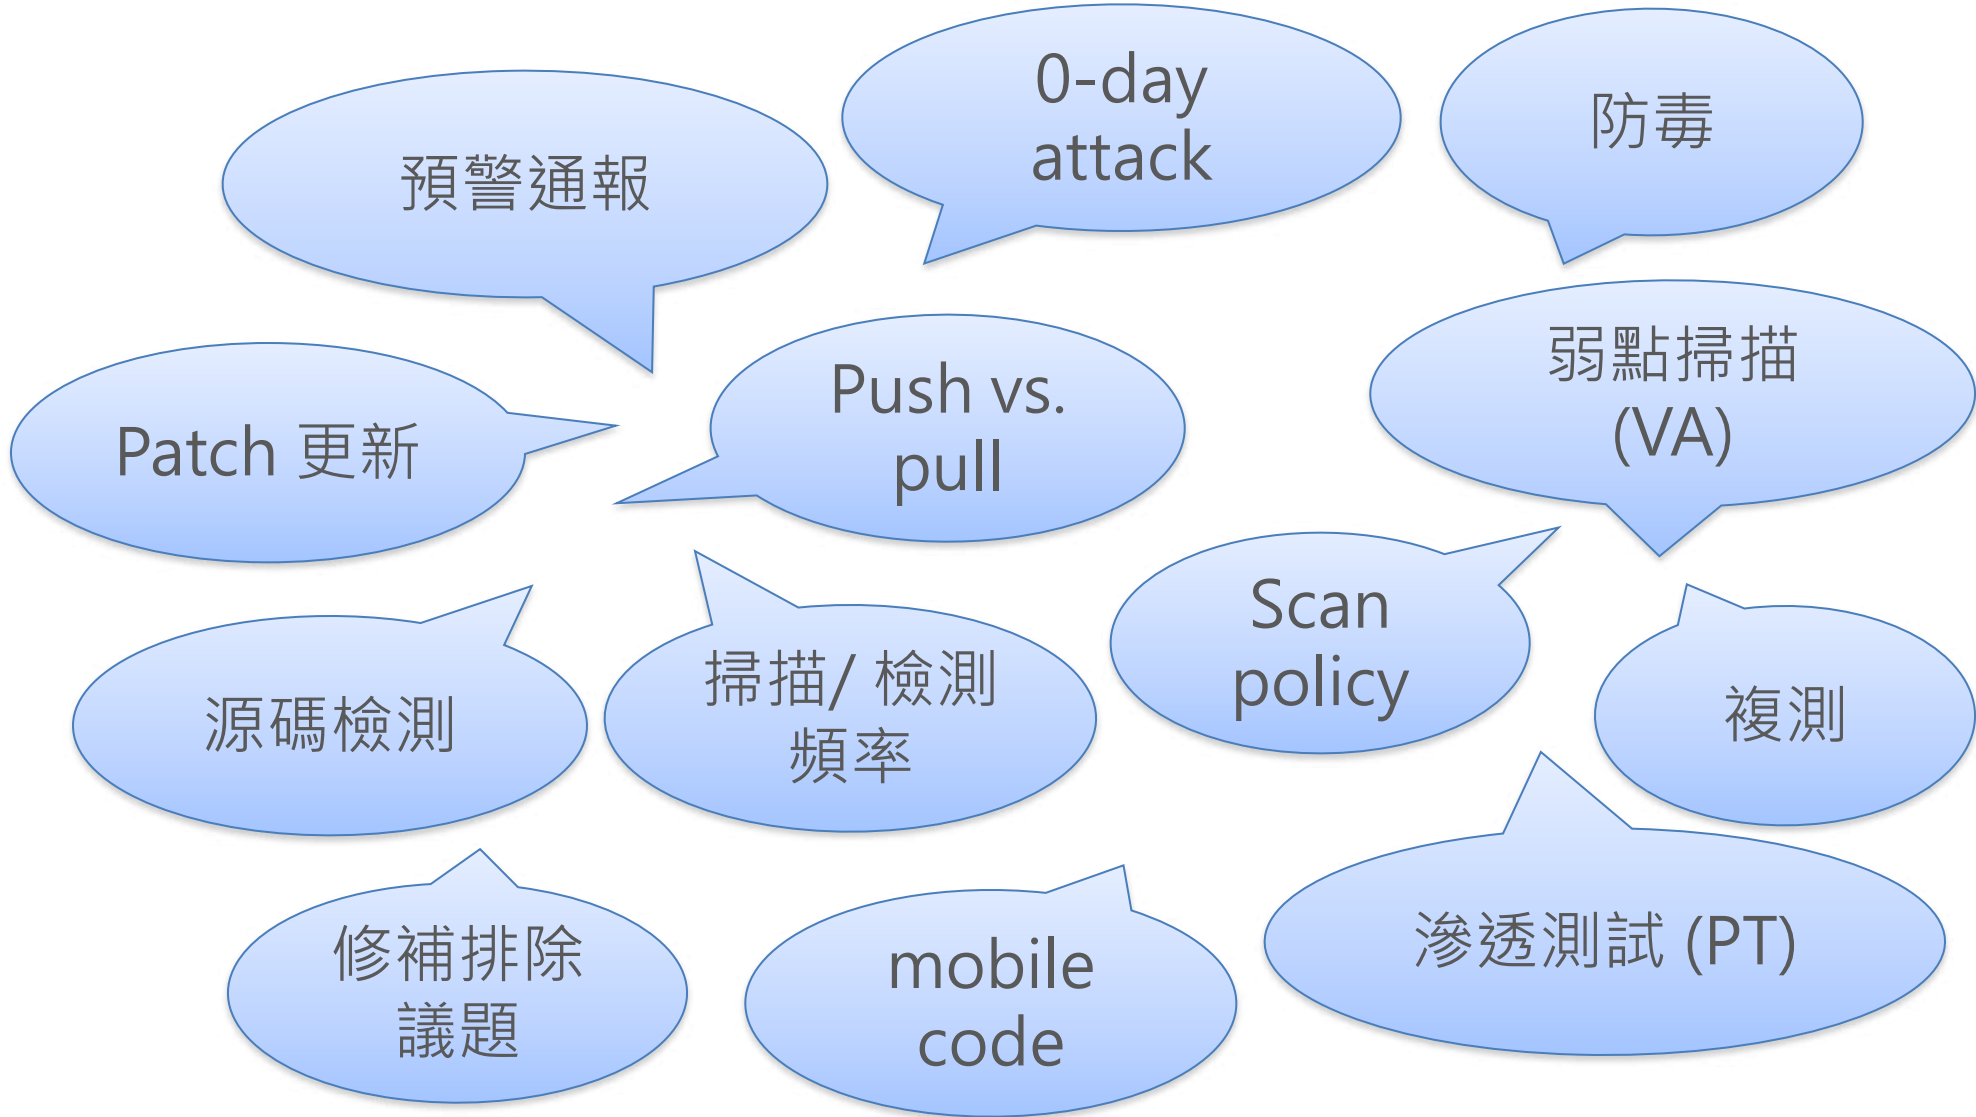 0-day
attack
防毒
預警通報
弱點掃描
(VA)
Push vs.
pull
Patch 更新
Scan
policy
掃描/ 檢測
頻率
複測
源碼檢測
滲透測試 (PT)
修補排除
議題
mobile
code